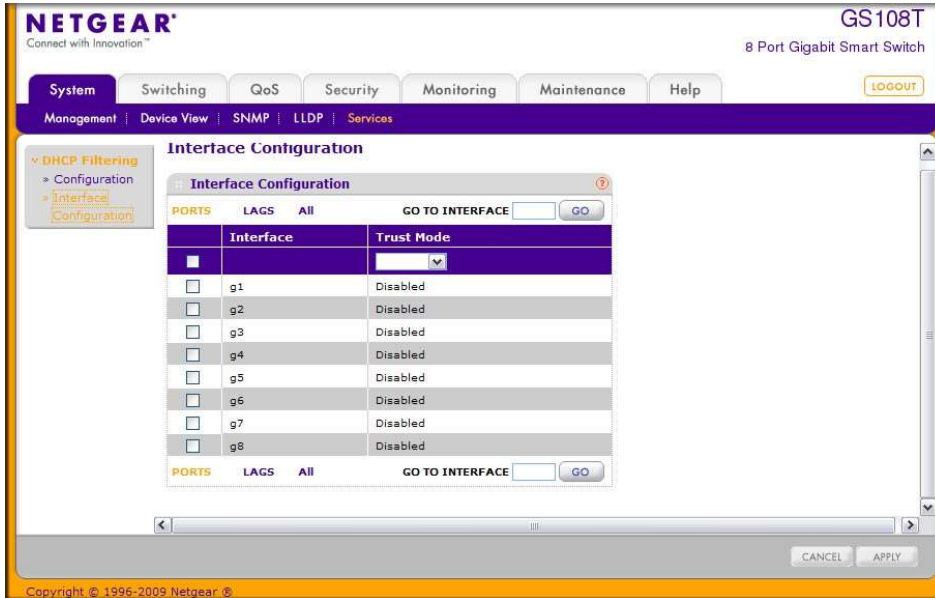 NETGEAR®
Connect with Innovation™
GS108T
8 Port Gigabit Smart Switch
System Switching QoS Security Monitoring Maintenance Help LOGOUT
Management Device View SNMP LLDP Services
DHCP Filtering
» Configuration
» Interface
Configuration
Interface Configuration
Interface Configuration ?
PORTS LAGS All GO TO INTERFACE GO
Interface Trust Mode
g1 Disabled
g2 Disabled
g3 Disabled
g4 Disabled
g5 Disabled
g6 Disabled
g7 Disabled
g8 Disabled
PORTS LAGS All GO TO INTERFACE GO
CANCEL APPLY
Copyright © 1996-2009 Netgear ®